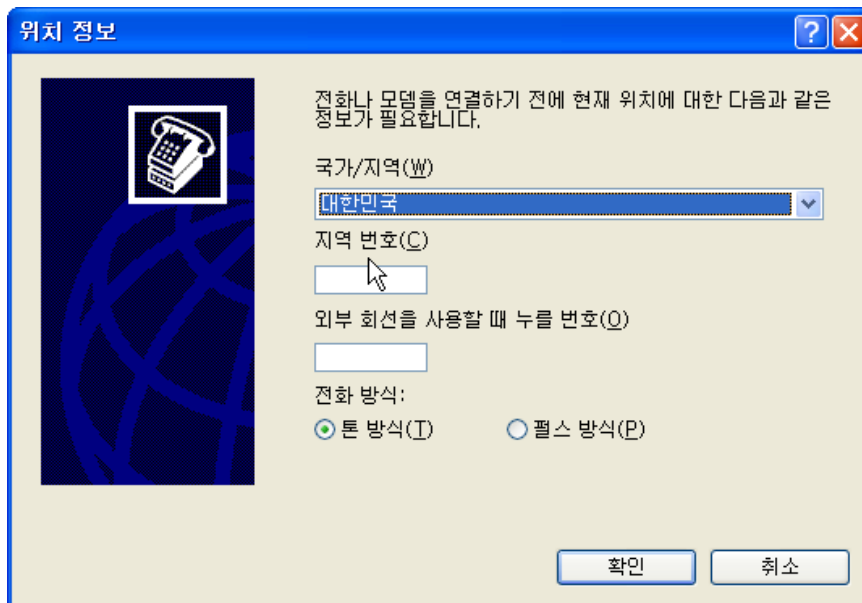 위치 정보
전화나 모뎀을 연결하기 전에 현재 위치에 대한 다음과 같은
정보가 필요합니다.
국가/지역(W)
대한민국
지역 번호(C)
외부 회선을 사용할 때 누를 번호(O)
전화 방식:
톤 방식(T) 펄스 방식(P)
확인 취소